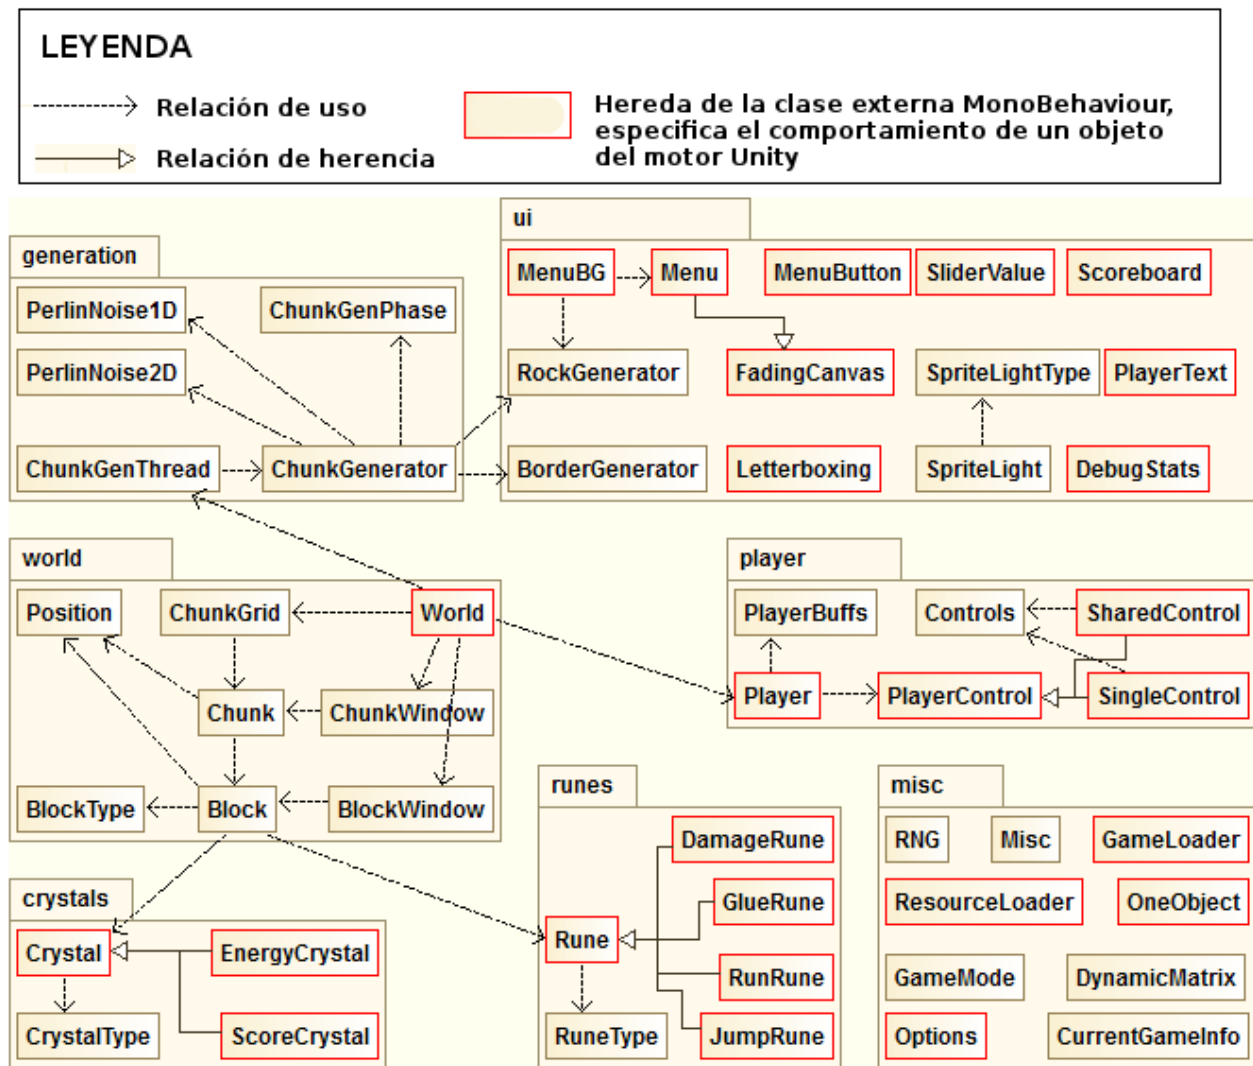 LEYENDA
Relación de uso
Relación de herencia
Hereda de la clase externa MonoBehaviour,
especifica el comportamiento de un objeto
del motor Unity
generation
PerlinNoise1D
ChunkGenPhase
PerlinNoise2D
ChunkGenThread
ChunkGenerator
ui
MenuBG
Menu
MenuButton
SliderValue
Scoreboard
RockGenerator
FadingCanvas
SpriteLightType
PlayerText
BorderGenerator
Letterboxing
SpriteLight
DebugStats
world
Position
ChunkGrid
World
Chunk
ChunkWindow
BlockType
Block
BlockWindow
player
PlayerBuffs
Controls
SharedControl
Player
PlayerControl
SingleControl
crystals
Crystal
EnergyCrystal
CrystalType
ScoreCrystal
runes
DamageRune
GlueRune
Rune
RunRune
RuneType
JumpRune
misc
RNG
Misc
GameLoader
ResourceLoader
OneObject
GameMode
DynamicMatrix
Options
CurrentGameInfo